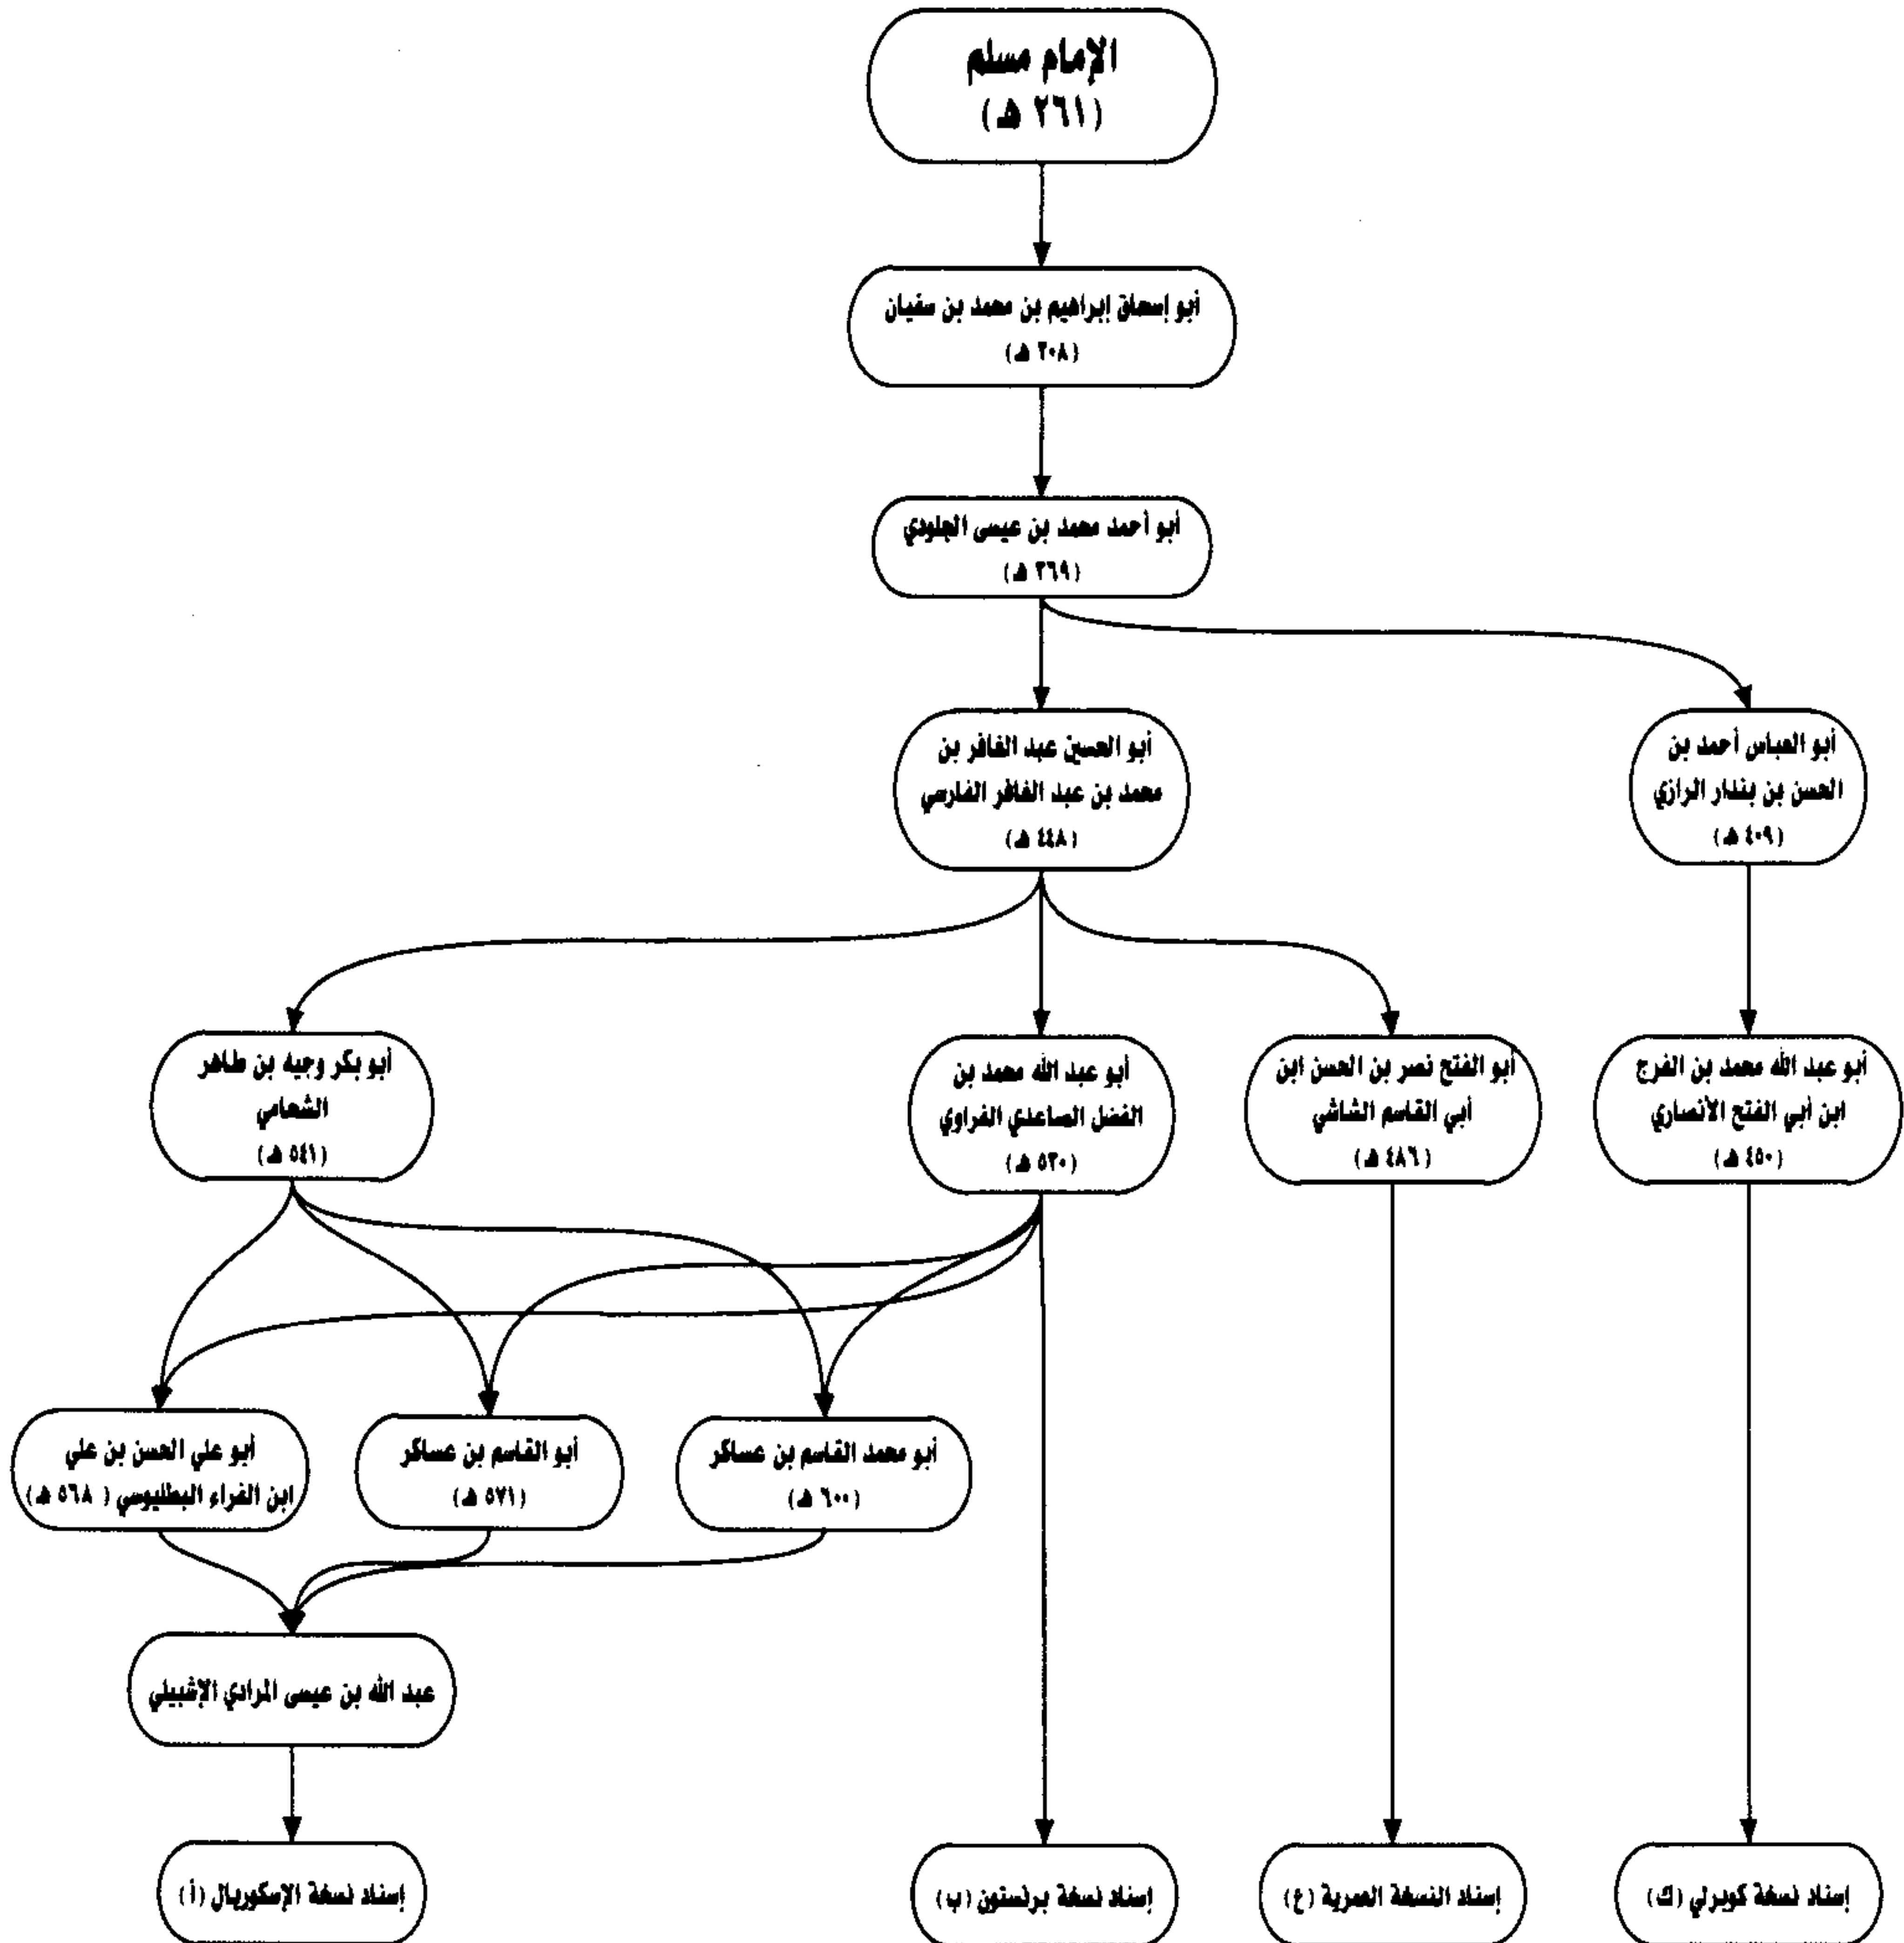 الإمام مسلم
(٢٦١ هـ)
أبو إسحاق إبراهيم بن محمد بن سفيان
(٣٠٨ هـ)
أبو أحمد محمد بن عيسى الجلودي
(٣٦٩ هـ)
أبو العباس أحمد بن
الحسن بن بندار الرازي
(٤٠٩ هـ)
أبو الحسين عبد الغافر بن
محمد بن عبد الغافر الفارسي
(٤٤٨ هـ)
أبو عبد الله محمد بن الفرج
ابن أبي الفتح الأنصاري
(٤٥٠ هـ)
أبو الفتح نصر بن الحسن ابن
أبي القاسم الشاشي
(٤٨٦ هـ)
أبو عبد الله محمد بن
الفضل الصاعدي الفراوي
(٥٣٠ هـ)
أبو بكر وجيه بن طاهر
الشحامي
(٥٤١ هـ)
أبو محمد القاسم بن عساكر
(٦٠٠ هـ)
أبو القاسم بن عساكر
(٥٧١ هـ)
أبو علي الحسن بن علي
ابن الفراء البطليوسي (٥٦٨ هـ)
عبد الله بن عيسى المرادي الإشبيلي
إسناد نسخة كوبرلي (ك)
إسناد النسخة العمرية (ع)
إسناد نسخة برنستون (ب)
إسناد نسخة الإسكوريال (أ)